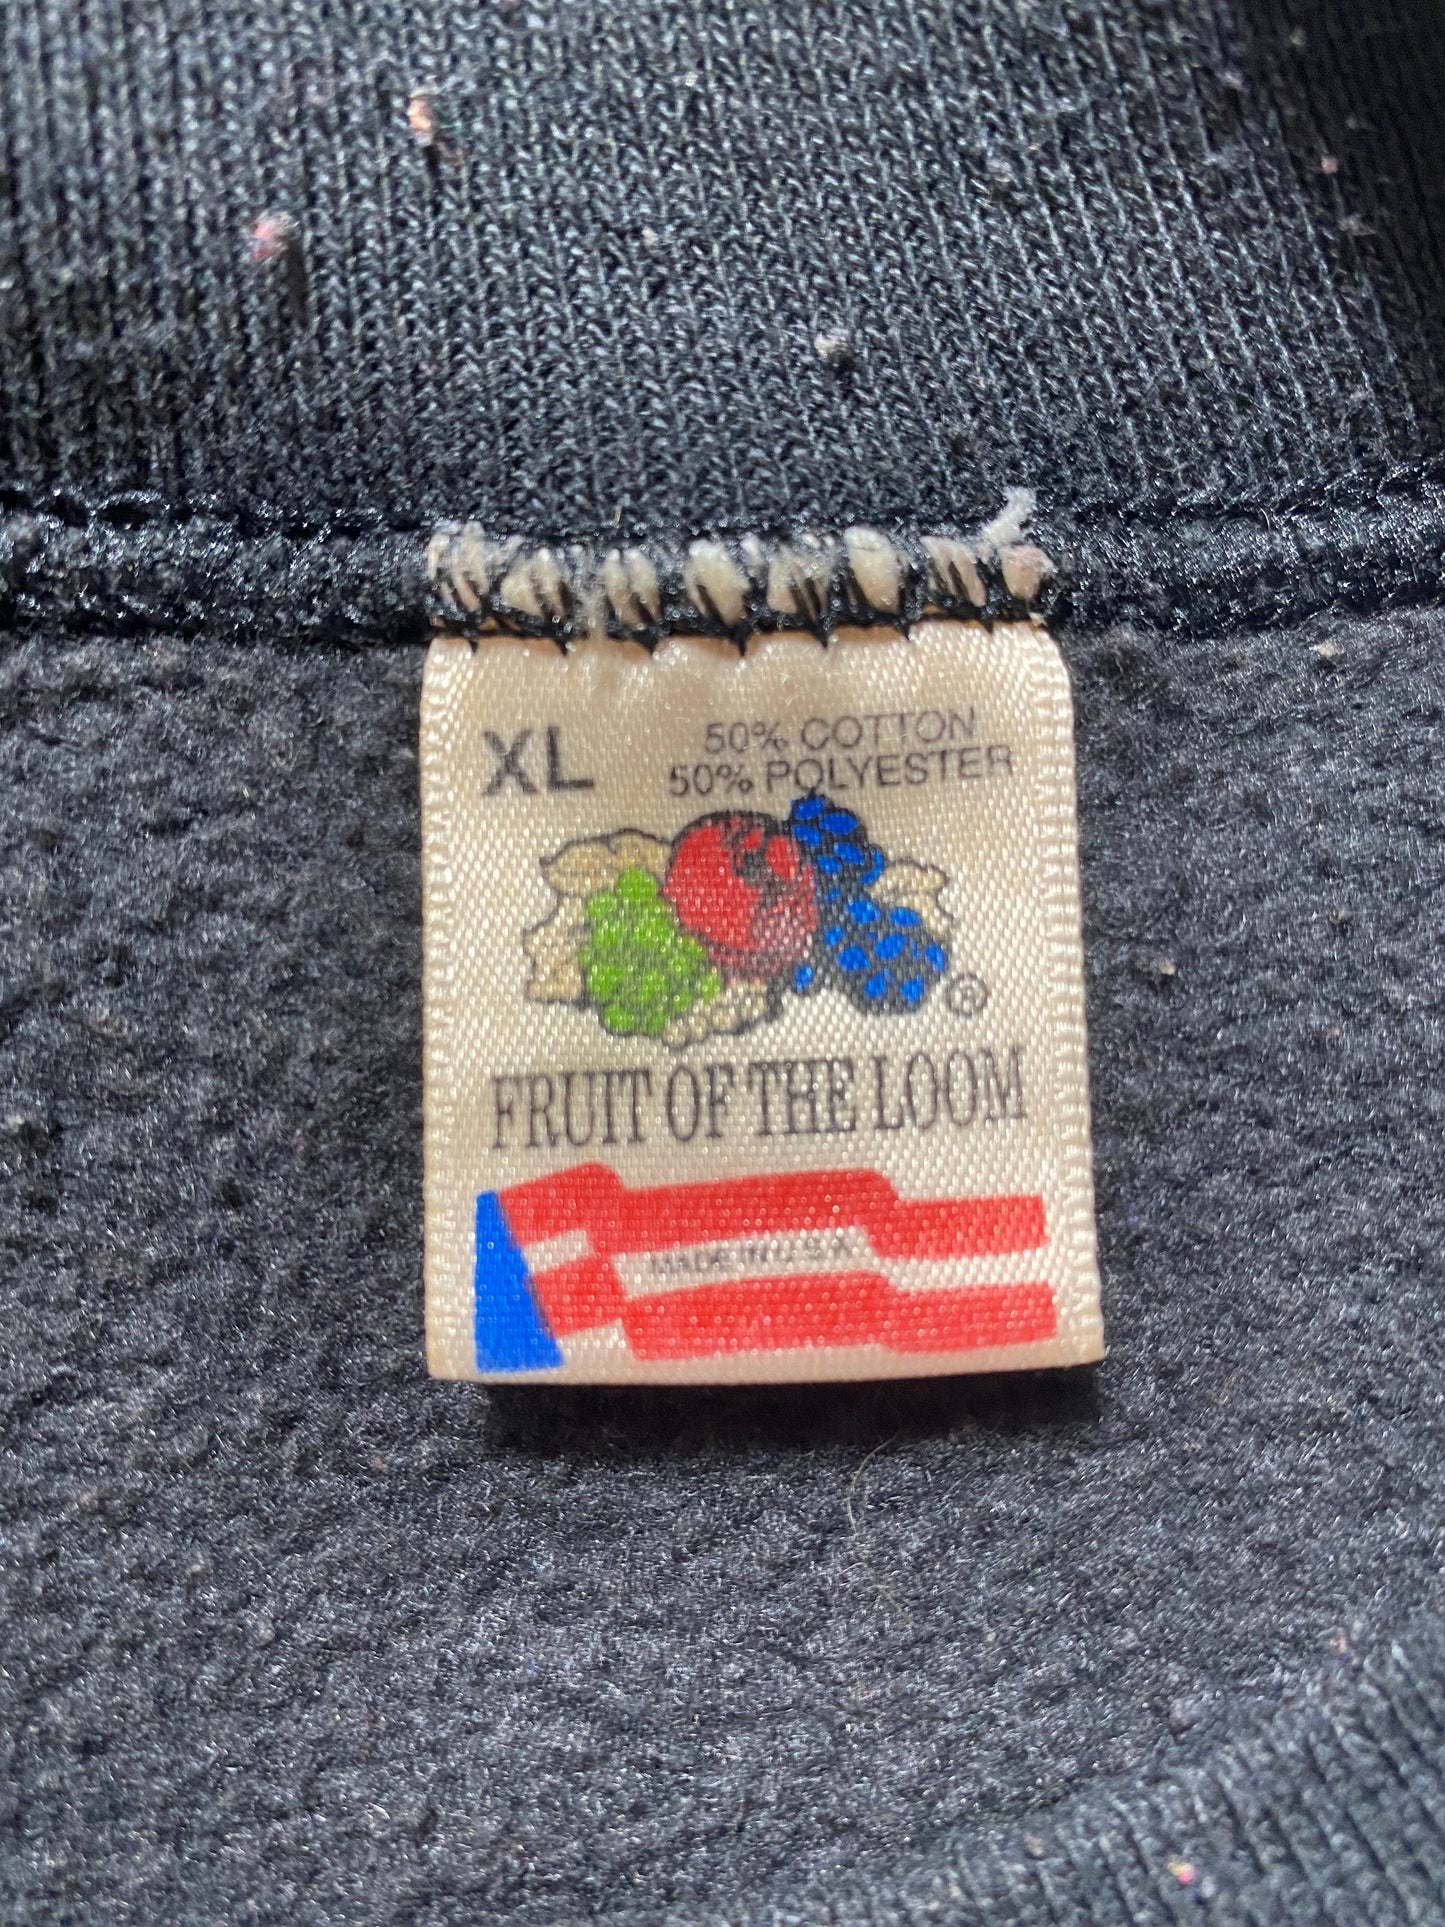 XL
50% COTTON
50% POLYESTER
®
FRUIT OF THE LOOM
MADE IN U S A